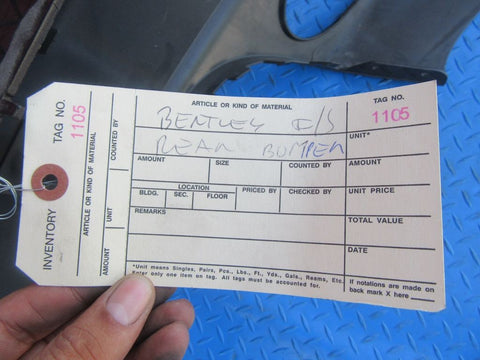 INVENTORY TAG NO. 1105
ARTICLE OR KIND OF MATERIAL
COUNTED BY
AMOUNT UNIT
ARTICLE OR KIND OF MATERIAL
BENTLEY F/S
REAR BUMPER
AMOUNT SIZE COUNTED BY
LOCATION
BLDG. SEC. FLOOR PRICED BY CHECKED BY
REMARKS
*Unit means Singles, Pairs, Pcs., Lbs., Ft., Yds., Gals., Reams, Etc.
Enter only one item on tag. All tags must be accounted for.
TAG NO.
1105
UNIT*
AMOUNT
UNIT PRICE
TOTAL VALUE
DATE
If notations are made on
back mark X here